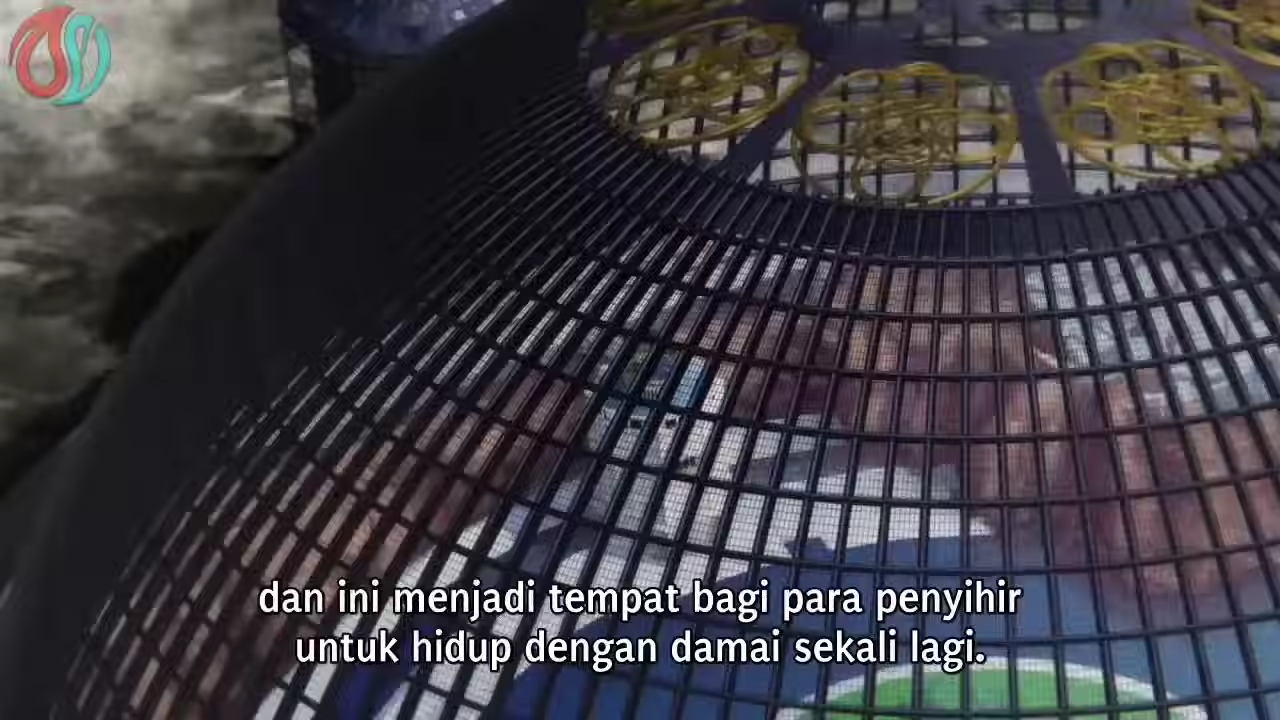 dan ini menjadi tempat bagi para penyihir
untuk hidup dengan damai sekali lagi.